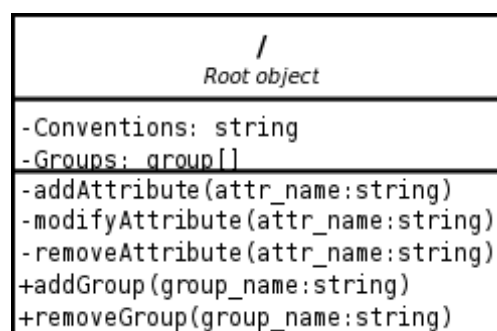 /
Root object
-Conventions: string
-Groups: group[]
-addAttribute(attr_name:string)
-modifyAttribute(attr_name:string)
-removeAttribute(attr_name:string)
+addGroup(group_name:string)
+removeGroup(group_name:string)